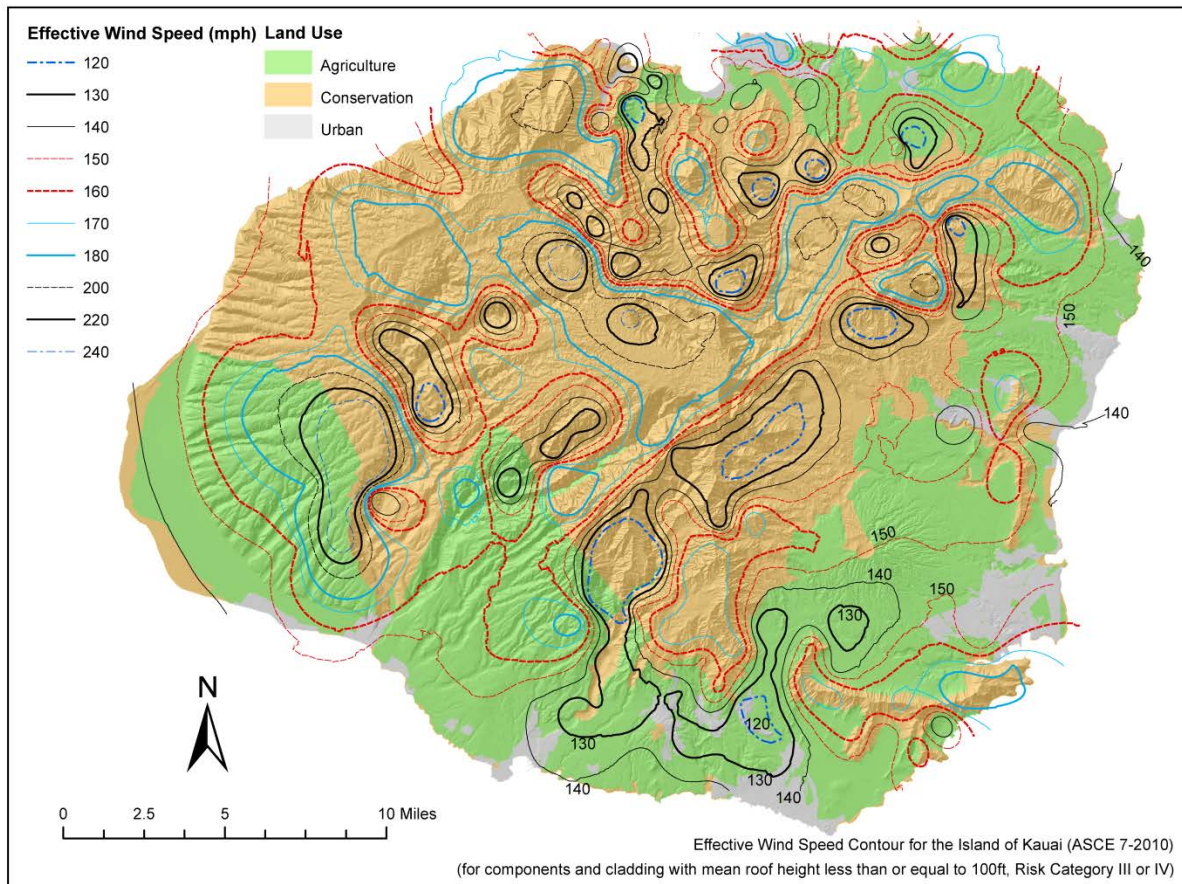 Effective Wind Speed (mph)
120
130
140
150
160
170
180
200
220
240
Land Use
Agriculture
Conservation
Urban
140
150
140
150
140
150
130
120
130
130
140
140
N
0 2.5 5 10 Miles
Effective Wind Speed Contour for the Island of Kauai (ASCE 7-2010)
(for components and cladding with mean roof height less than or equal to 100ft, Risk Category III or IV)